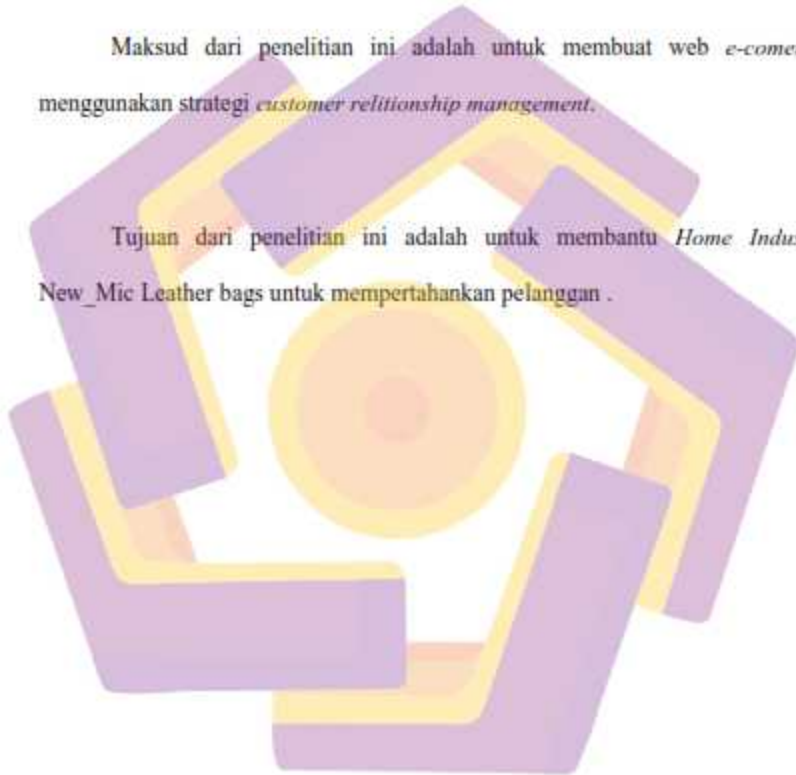 Maksud dari penelitian ini adalah untuk membuat web
menggunakan strategi customer relitionship management.
Tujuan dari penelitian ini adalah untuk membantu Home
New_Mic Leather bags untuk mempertahankan pelanggan .